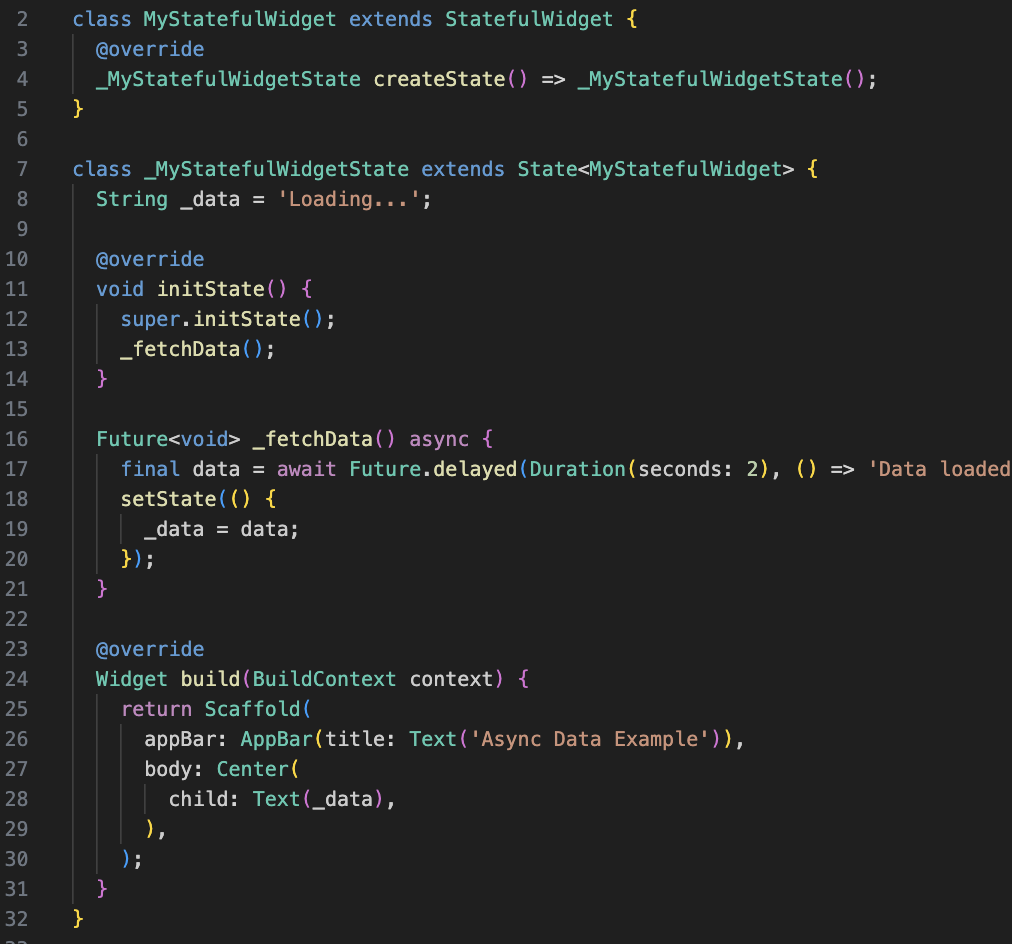 2 class MyStatefulWidget extends StatefulWidget {
3 @override
4 _MyStatefulWidgetState createState() => _MyStatefulWidgetState();
5 }
6
7 class _MyStatefulWidgetState extends State<MyStatefulWidget> {
8 String _data = 'Loading...';
9
10 @override
11 void initState() {
12 super.initState();
13 _fetchData();
14 }
15
16 Future<void> _fetchData() async {
17 final data = await Future.delayed(Duration(seconds: 2), () => 'Data loaded
18 setState(() {
19 _data = data;
20 });
21 }
22
23 @override
24 Widget build(BuildContext context) {
25 return Scaffold(
26 appBar: AppBar(title: Text('Async Data Example')),
27 body: Center(
28 child: Text(_data),
29 ),
30 );
31 }
32 }